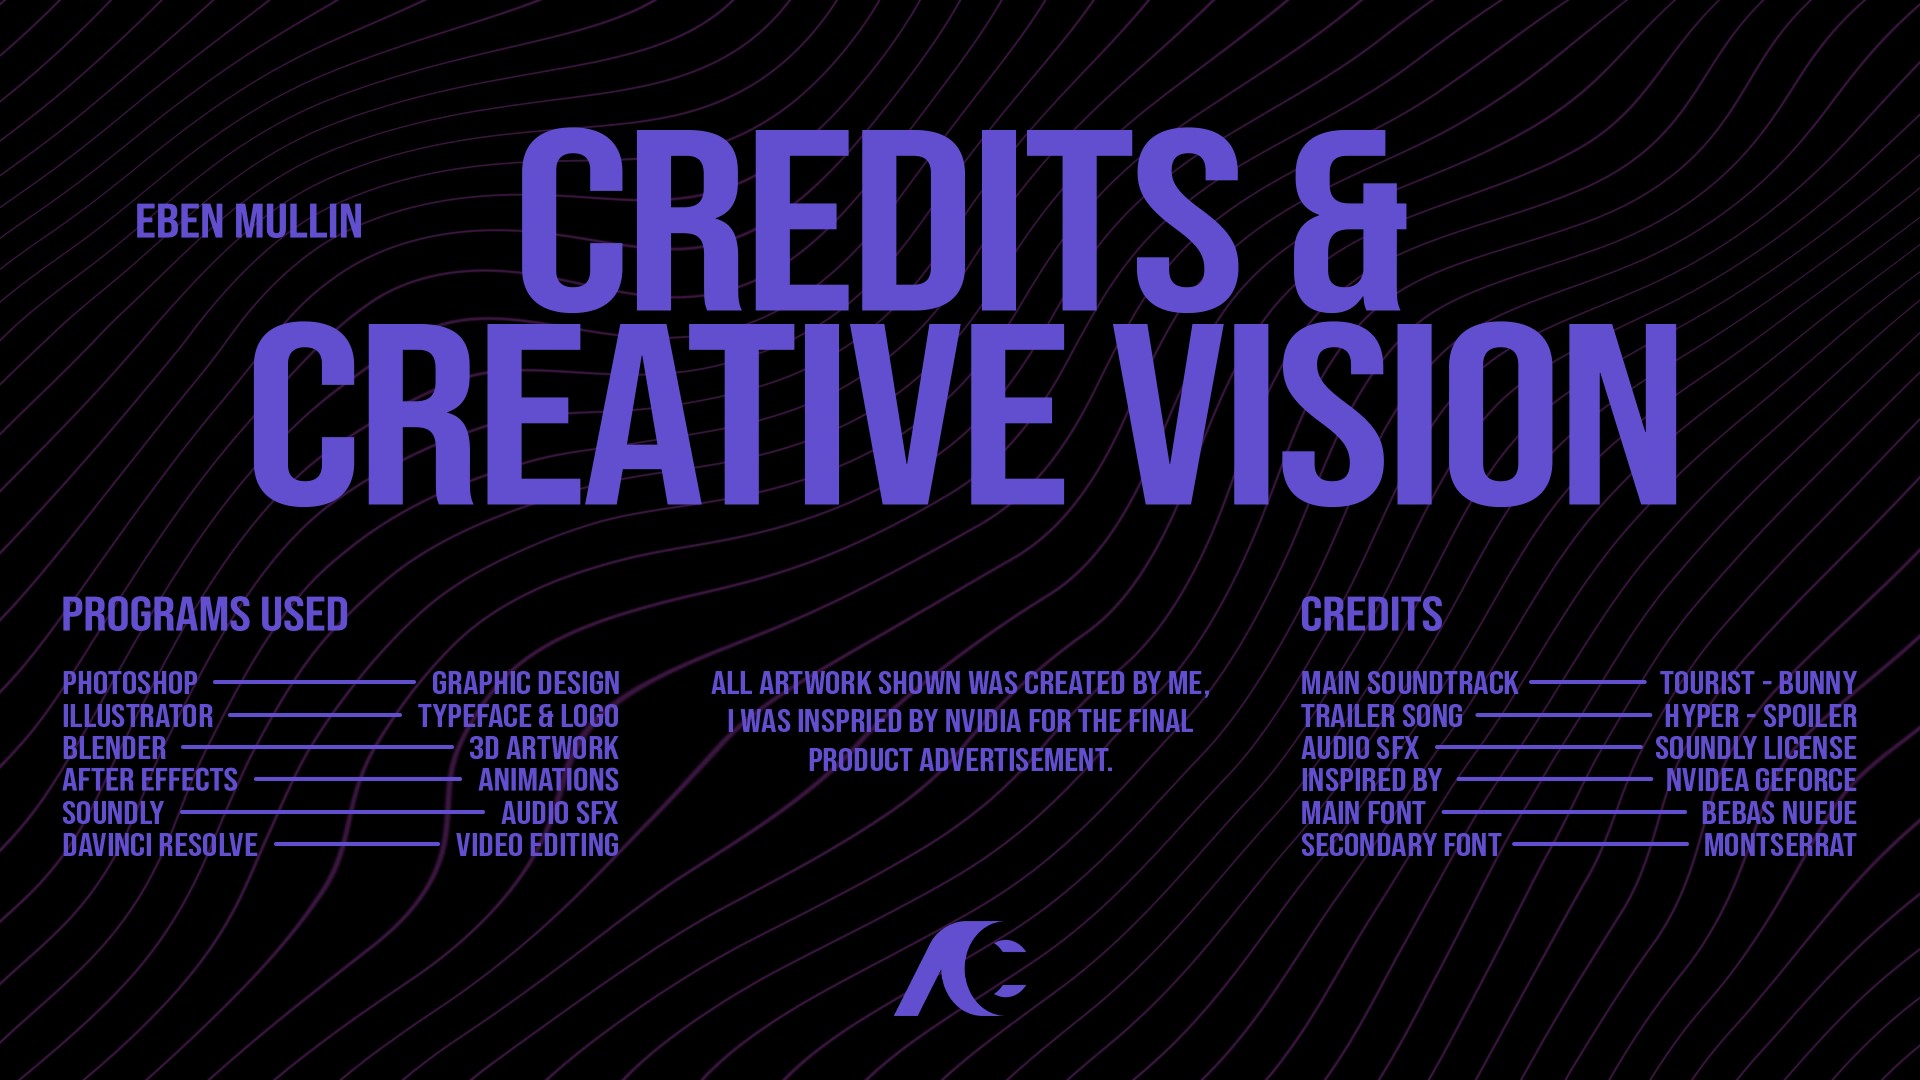 EBEN MULLIN
CREDITS &
CREATIVE VISION
PROGRAMS USED
PHOTOSHOP GRAPHIC DESIGN
ILLUSTRATOR TYPEFACE & LOGO
BLENDER 3D ARTWORK
AFTER EFFECTS ANIMATIONS
SOUNDLY AUDIO SFX
DAVINCI RESOLVE VIDEO EDITING
ALL ARTWORK SHOWN WAS CREATED BY ME,
I WAS INSPRIED BY NVIDIA FOR THE FINAL
PRODUCT ADVERTISEMENT.
CREDITS
MAIN SOUNDTRACK TOURIST - BUNNY
TRAILER SONG HYPER - SPOILER
AUDIO SFX SOUNDLY LICENSE
INSPIRED BY NVIDEA GEFORCE
MAIN FONT BEBAS NUEUE
SECONDARY FONT MONTSERRAT
AC